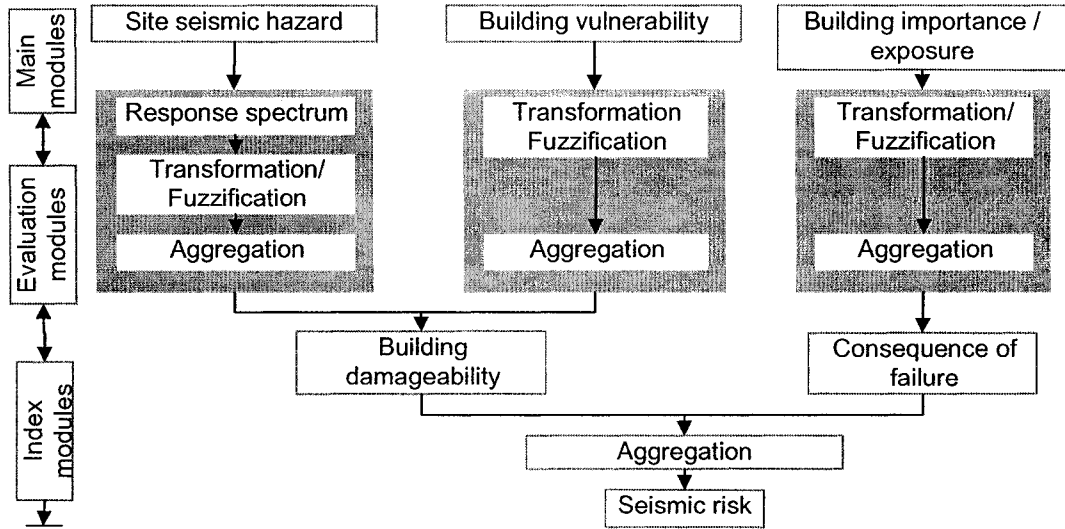 Main
modules
Evaluation
modules
Index
modules
Site seismic hazard
Building vulnerability
Building importance /
exposure
Response spectrum
Transformation/
Fuzzification
Aggregation
Transformation
Fuzzification
Aggregation
Transformation/
Fuzzification
Aggregation
Building
damageability
Consequence of
failure
Aggregation
Seismic risk